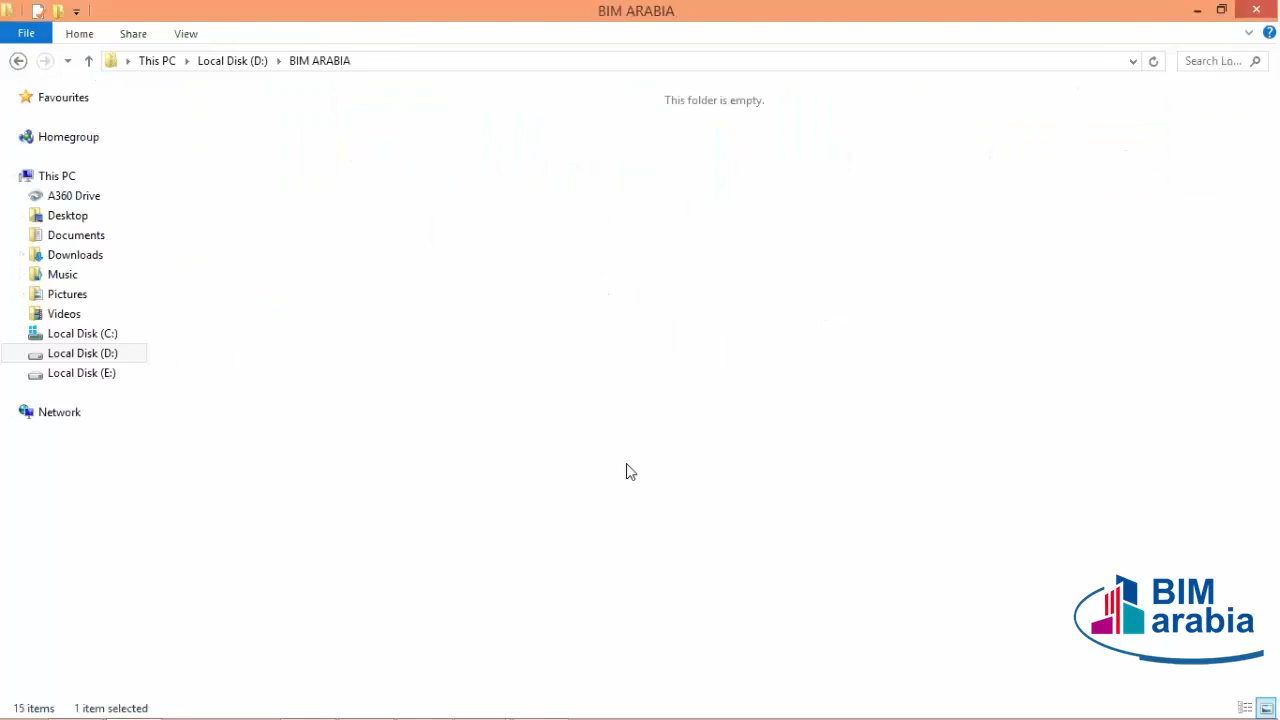 BIM ARABIA
File
Home
Share
View
This PC
Local Disk (D:)
BIM ARABIA
Search Lo...
Favourites
This folder is empty.
Homegroup
This PC
A360 Drive
Desktop
Documents
Downloads
Music
Pictures
Videos
Local Disk (C:)
Local Disk (D:)
Local Disk (E:)
Network
BIM
arabia
15 items
1 item selected